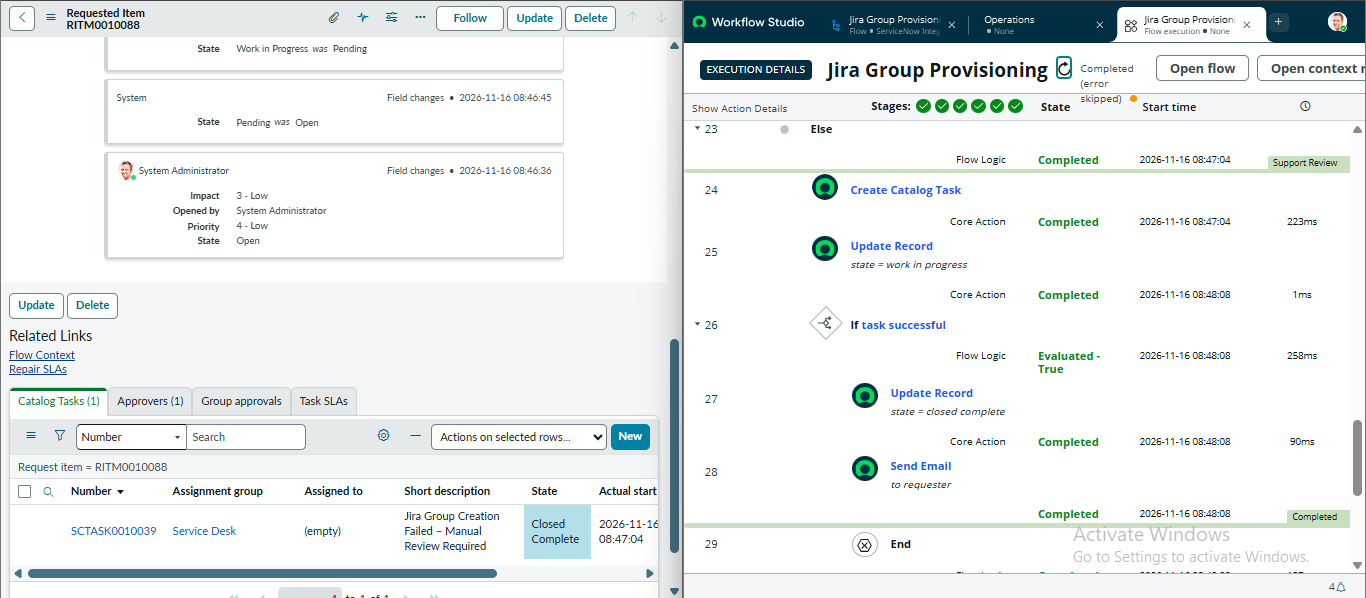 Requested Item
RITM0010088
Follow
Update
Delete
State Work in Progress was Pending
System Field changes • 2026-11-16 08:46:45
State Pending was Open
System Administrator Field changes • 2026-11-16 08:46:36
Impact 3 - Low
Opened by System Administrator
Priority 4 - Low
State Open
Update
Delete
Related Links
Flow Context
Repair SLAs
Catalog Tasks (1)
Approvers (1)
Group approvals
Task SLAs
Number
Search
Actions on selected rows...
New
Request item = RITM0010088
Number Assignment group Assigned to Short description State Actual start
SCTASK0010039 Service Desk (empty) Jira Group Creation Failed – Manual Review Required Closed Complete 2026-11-16 08:47:04
1 to 1 of 1
Workflow Studio
Jira Group Provision
Flow • ServiceNow Inte
Operations
• None
Jira Group Provision
Flow execution • None
EXECUTION DETAILS
Jira Group Provisioning
Completed (error skipped)
Open flow
Open context r
Show Action Details
Stages:
State
Start time
23 Else
Flow Logic Completed 2026-11-16 08:47:04
Support Review
24 Create Catalog Task
Core Action Completed 2026-11-16 08:47:04 223ms
25 Update Record
state = work in progress
Core Action Completed 2026-11-16 08:48:08 1ms
26 If task successful
Flow Logic Evaluated - True 2026-11-16 08:48:08 258ms
27 Update Record
state = closed complete
Core Action Completed 2026-11-16 08:48:08 90ms
28 Send Email
to requester
Completed 2026-11-16 08:48:08
Completed
29 End
Activate Windows
Go to Settings to activate Windows.
4